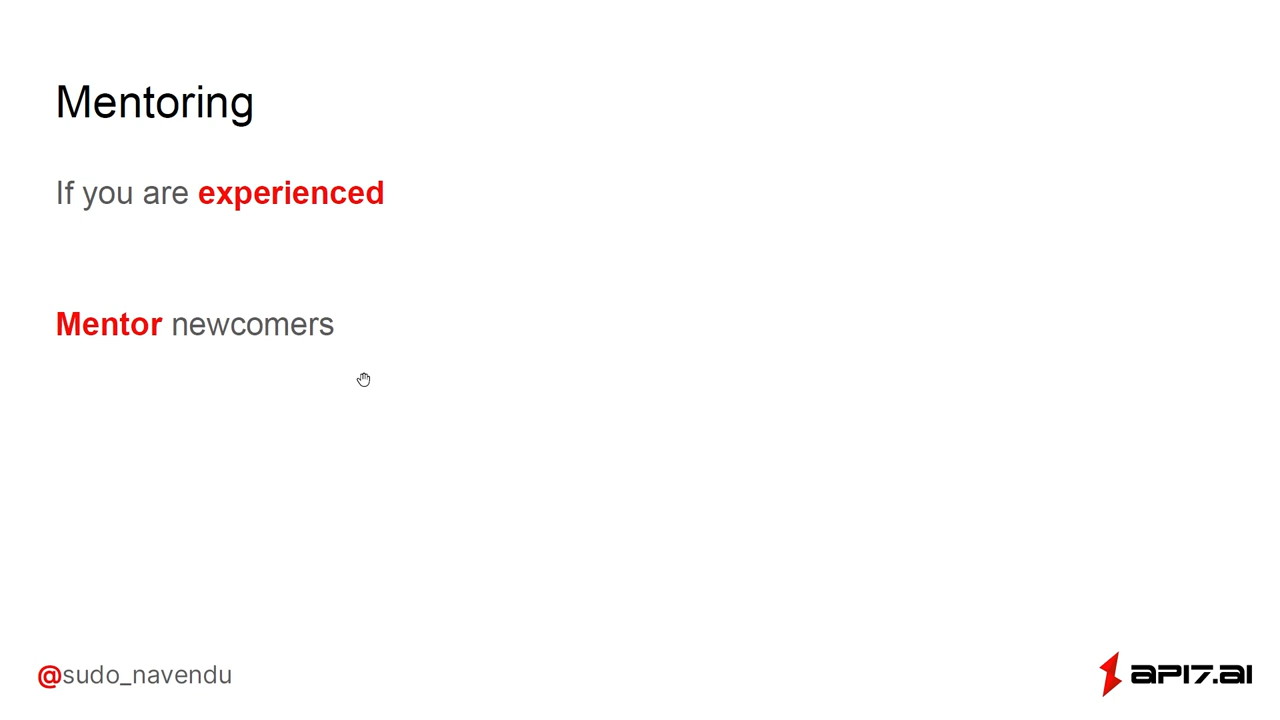 Mentoring
If you are experienced
Mentor newcomers
@sudo_navendu
API7.AI